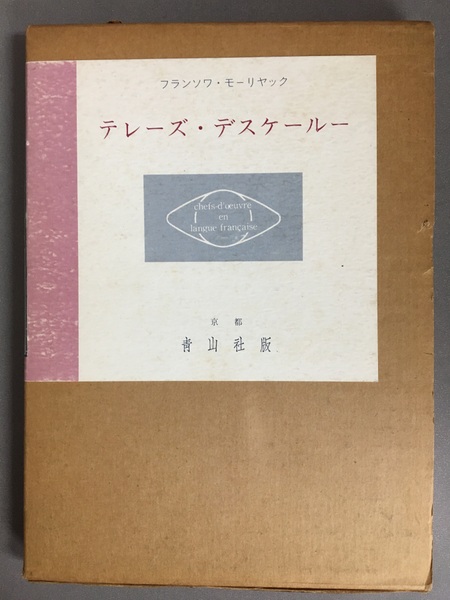 フランソワ・モーリヤック
テレーズ・デスケールー
chefs-d'œuvre
en
langue française
京都
青山社版